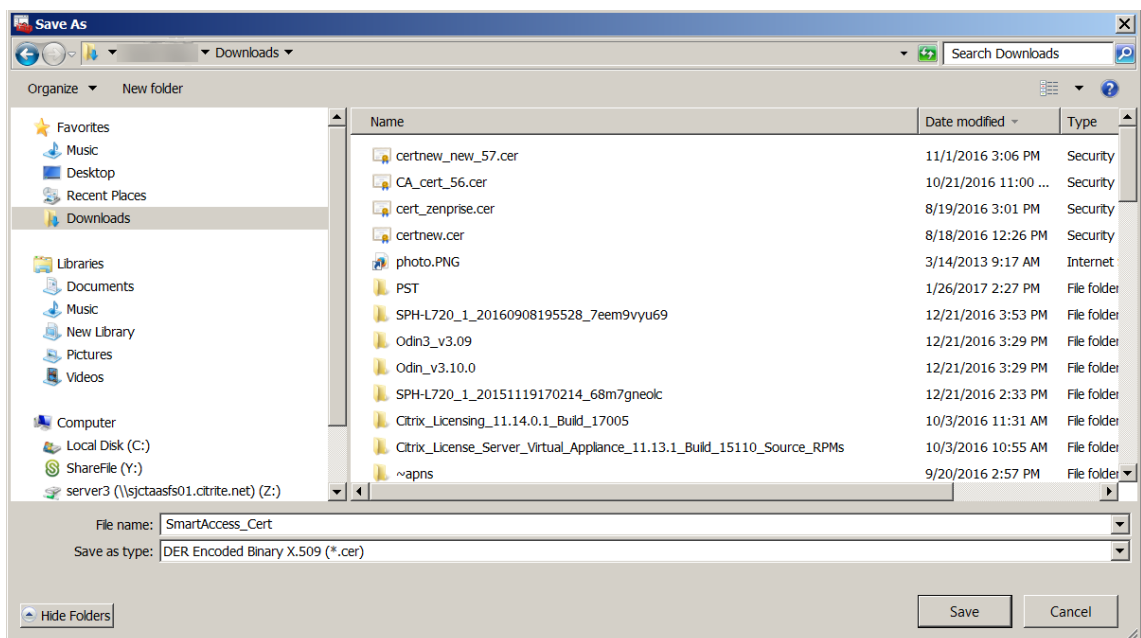 Save As
Downloads
Search Downloads
Organize New folder
Favorites
Music
Desktop
Recent Places
Downloads
Libraries
Documents
Music
New Library
Pictures
Videos
Computer
Local Disk (C:)
ShareFile (Y:)
server3 (\\sjctaasfs01.citrite.net) (Z:)
Name Date modified Type
certnew_new_57.cer 11/1/2016 3:06 PM Security
CA_cert_56.cer 10/21/2016 11:00 ... Security
cert_zenprise.cer 8/19/2016 3:01 PM Security
certnew.cer 8/18/2016 12:26 PM Security
photo.PNG 3/14/2013 9:17 AM Internet
PST 1/26/2017 2:27 PM File folder
SPH-L720_1_20160908195528_7eem9vyu69 12/21/2016 3:53 PM File folder
Odin3_v3.09 12/21/2016 3:29 PM File folder
Odin_v3.10.0 12/21/2016 3:29 PM File folder
SPH-L720_1_20151119170214_68m7gneolc 12/21/2016 2:33 PM File folder
Citrix_Licensing_11.14.0.1_Build_17005 10/3/2016 11:31 AM File folder
Citrix_License_Server_Virtual_Appliance_11.13.1_Build_15110_Source_RPMs 10/3/2016 10:55 AM File folder
~apns 9/20/2016 2:57 PM File folder
File name: SmartAccess_Cert
Save as type: DER Encoded Binary X.509 (*.cer)
Hide Folders Save Cancel